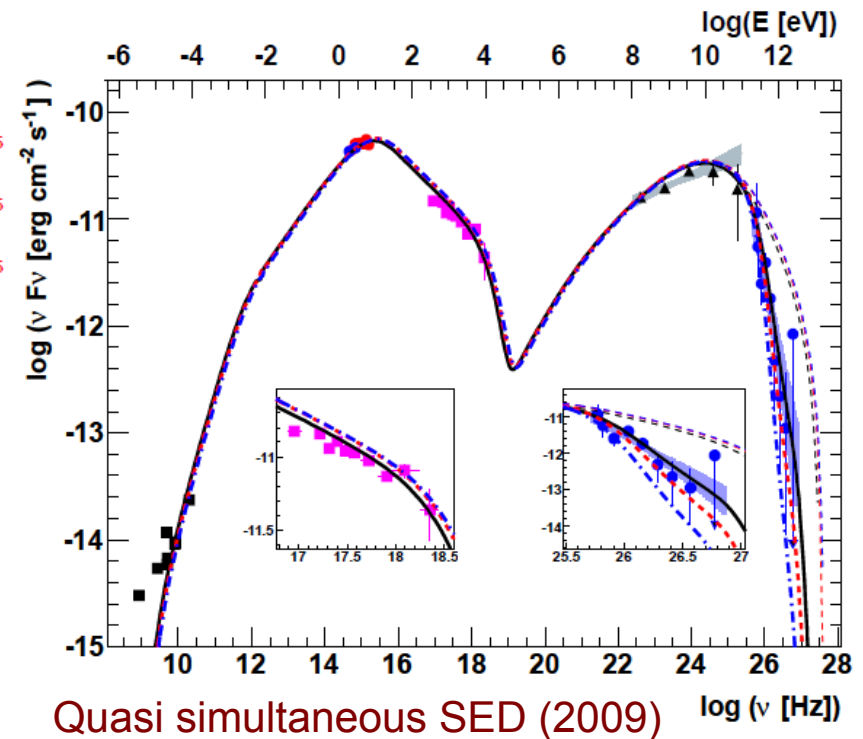 log(E [eV])
-6 -4 -2 0 2 4 6 8 10 12
log (ν Fν [erg cm-2 s-1] )
-10
-11
-12
-13
-14
-15
-11
-11.5
17 17.5 18 18.5
-11
-12
-13
-14
25.5 26 26.5 27
10 12 14 16 18 20 22 24 26 28
log (ν [Hz])
Quasi simultaneous SED (2009)